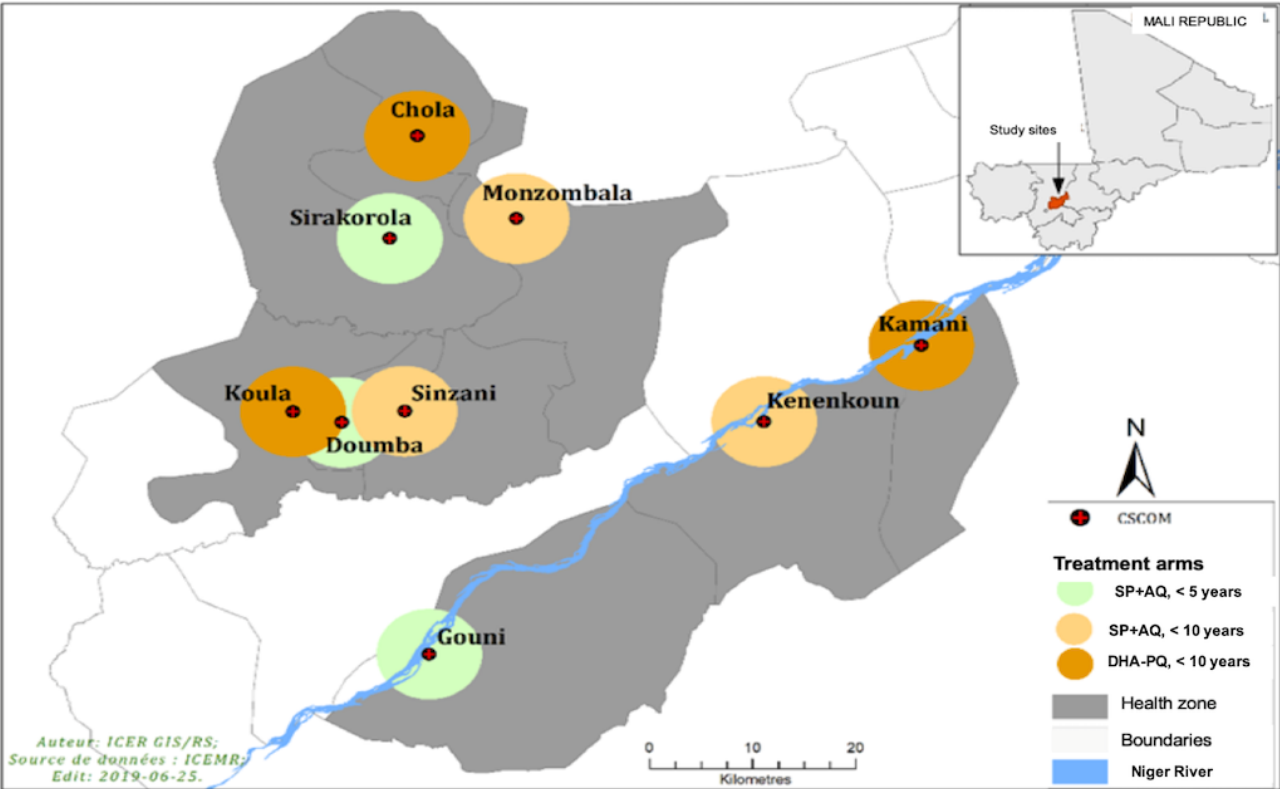 MALI REPUBLIC
Study sites
Chola
Monzombala
Sirakorola
Kamani
Koula
Sinzani
Kenenkoun
Doumba
Gouni
N
CSCOM
Treatment arms
SP+AQ, < 5 years
SP+AQ, < 10 years
DHA-PQ, < 10 years
Health zone
Boundaries
Niger River
Auteur: ICER GIS/RS;
Source de données : ICEMR;
Edit: 2019-06-25.
0 10 20
Kilometres